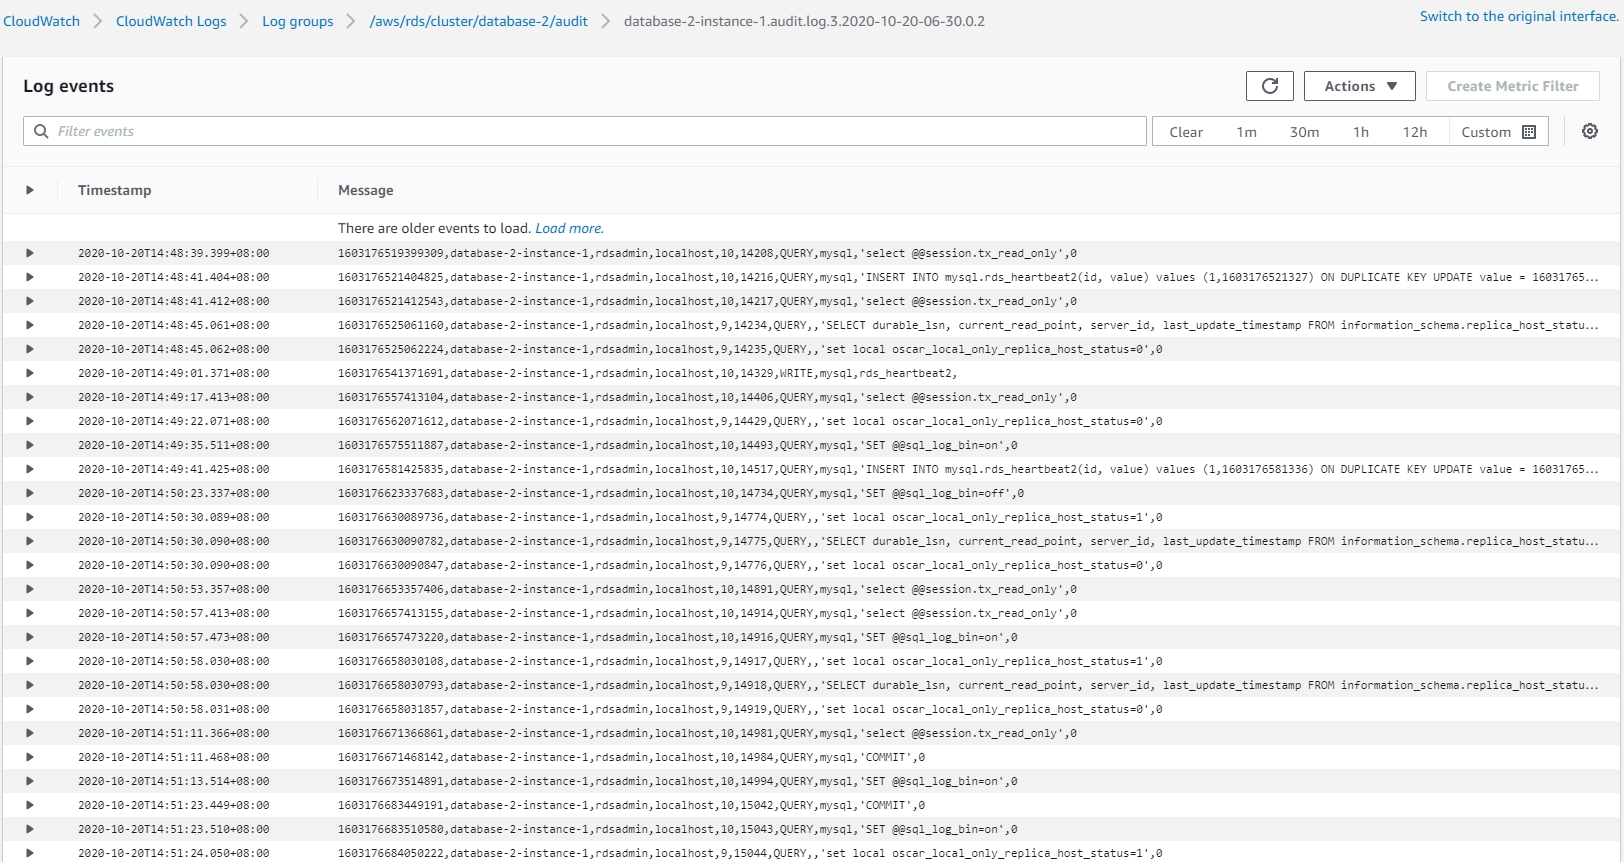 CloudWatch CloudWatch Logs Log groups /aws/rds/cluster/database-2/audit database-2-instance-1.audit.log.3.2020-10-20-06-30.0.2 Switch to the original interface.
Log events Actions Create Metric Filter
Filter events Clear 1m 30m 1h 12h Custom
Timestamp Message
There are older events to load. Load more.
2020-10-20T14:48:39.399+08:00 1603176519399309,database-2-instance-1,rdsadmin,localhost,10,14208,QUERY,mysql,'select @@session.tx_read_only',0
2020-10-20T14:48:41.404+08:00 1603176521404825,database-2-instance-1,rdsadmin,localhost,10,14216,QUERY,mysql,'INSERT INTO mysql.rds_heartbeat2(id, value) values (1,1603176521327) ON DUPLICATE KEY UPDATE value = 16031765...
2020-10-20T14:48:41.412+08:00 1603176521412543,database-2-instance-1,rdsadmin,localhost,10,14217,QUERY,mysql,'select @@session.tx_read_only',0
2020-10-20T14:48:45.061+08:00 1603176525061160,database-2-instance-1,rdsadmin,localhost,9,14234,QUERY,,'SELECT durable_lsn, current_read_point, server_id, last_update_timestamp FROM information_schema.replica_host_statu...
2020-10-20T14:48:45.062+08:00 1603176525062224,database-2-instance-1,rdsadmin,localhost,9,14235,QUERY,,'set local oscar_local_only_replica_host_status=0',0
2020-10-20T14:49:01.371+08:00 1603176541371691,database-2-instance-1,rdsadmin,localhost,10,14329,WRITE,mysql,rds_heartbeat2,
2020-10-20T14:49:17.413+08:00 1603176557413104,database-2-instance-1,rdsadmin,localhost,10,14406,QUERY,mysql,'select @@session.tx_read_only',0
2020-10-20T14:49:22.071+08:00 1603176562071612,database-2-instance-1,rdsadmin,localhost,9,14429,QUERY,,'set local oscar_local_only_replica_host_status=0',0
2020-10-20T14:49:35.511+08:00 1603176575511887,database-2-instance-1,rdsadmin,localhost,10,14493,QUERY,mysql,'SET @@sql_log_bin=on',0
2020-10-20T14:49:41.425+08:00 1603176581425835,database-2-instance-1,rdsadmin,localhost,10,14517,QUERY,mysql,'INSERT INTO mysql.rds_heartbeat2(id, value) values (1,1603176581336) ON DUPLICATE KEY UPDATE value = 16031765...
2020-10-20T14:50:23.337+08:00 1603176623337683,database-2-instance-1,rdsadmin,localhost,10,14734,QUERY,mysql,'SET @@sql_log_bin=off',0
2020-10-20T14:50:30.089+08:00 1603176630089736,database-2-instance-1,rdsadmin,localhost,9,14774,QUERY,,'set local oscar_local_only_replica_host_status=1',0
2020-10-20T14:50:30.090+08:00 1603176630090782,database-2-instance-1,rdsadmin,localhost,9,14775,QUERY,,'SELECT durable_lsn, current_read_point, server_id, last_update_timestamp FROM information_schema.replica_host_statu...
2020-10-20T14:50:30.090+08:00 1603176630090847,database-2-instance-1,rdsadmin,localhost,9,14776,QUERY,,'set local oscar_local_only_replica_host_status=0',0
2020-10-20T14:50:53.357+08:00 1603176653357406,database-2-instance-1,rdsadmin,localhost,10,14891,QUERY,mysql,'select @@session.tx_read_only',0
2020-10-20T14:50:57.413+08:00 1603176657413155,database-2-instance-1,rdsadmin,localhost,10,14914,QUERY,mysql,'select @@session.tx_read_only',0
2020-10-20T14:50:57.473+08:00 1603176657473220,database-2-instance-1,rdsadmin,localhost,10,14916,QUERY,mysql,'SET @@sql_log_bin=on',0
2020-10-20T14:50:58.030+08:00 1603176658030108,database-2-instance-1,rdsadmin,localhost,9,14917,QUERY,,'set local oscar_local_only_replica_host_status=1',0
2020-10-20T14:50:58.030+08:00 1603176658030793,database-2-instance-1,rdsadmin,localhost,9,14918,QUERY,,'SELECT durable_lsn, current_read_point, server_id, last_update_timestamp FROM information_schema.replica_host_statu...
2020-10-20T14:50:58.031+08:00 1603176658031857,database-2-instance-1,rdsadmin,localhost,9,14919,QUERY,,'set local oscar_local_only_replica_host_status=0',0
2020-10-20T14:51:11.366+08:00 1603176671366861,database-2-instance-1,rdsadmin,localhost,10,14981,QUERY,mysql,'select @@session.tx_read_only',0
2020-10-20T14:51:11.468+08:00 1603176671468142,database-2-instance-1,rdsadmin,localhost,10,14984,QUERY,mysql,'COMMIT',0
2020-10-20T14:51:13.514+08:00 1603176673514891,database-2-instance-1,rdsadmin,localhost,10,14994,QUERY,mysql,'SET @@sql_log_bin=on',0
2020-10-20T14:51:23.449+08:00 1603176683449191,database-2-instance-1,rdsadmin,localhost,10,15042,QUERY,mysql,'COMMIT',0
2020-10-20T14:51:23.510+08:00 1603176683510580,database-2-instance-1,rdsadmin,localhost,10,15043,QUERY,mysql,'SET @@sql_log_bin=on',0
2020-10-20T14:51:24.050+08:00 1603176684050222,database-2-instance-1,rdsadmin,localhost,9,15044,QUERY,,'set local oscar_local_only_replica_host_status=1',0